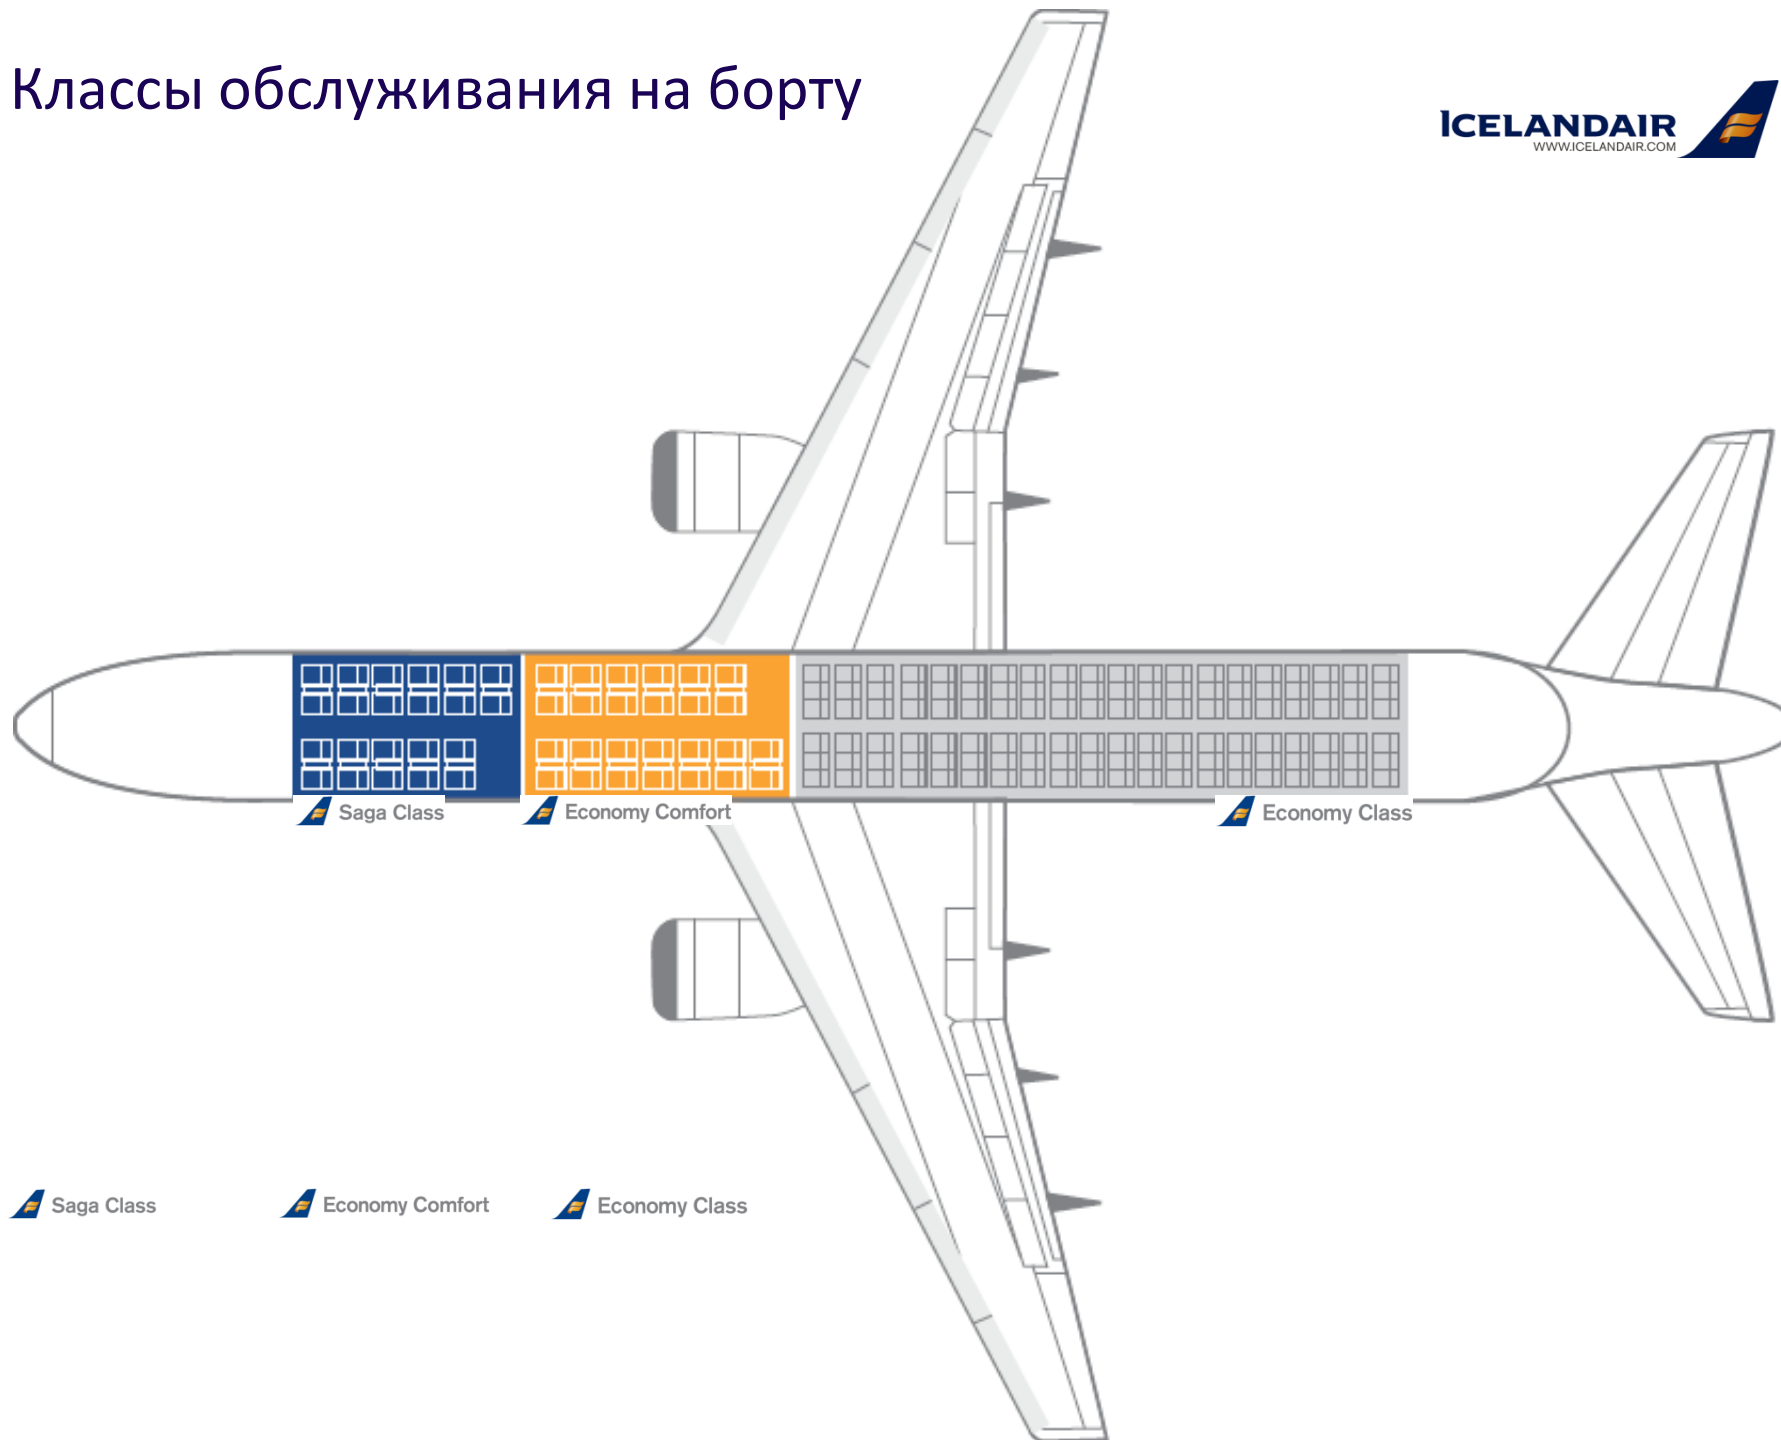 Классы обслуживания на борту
ICELANDAIR
WWW.ICELANDAIR.COM
Saga Class
Economy Comfort
Economy Class
Saga Class
Economy Comfort
Economy Class